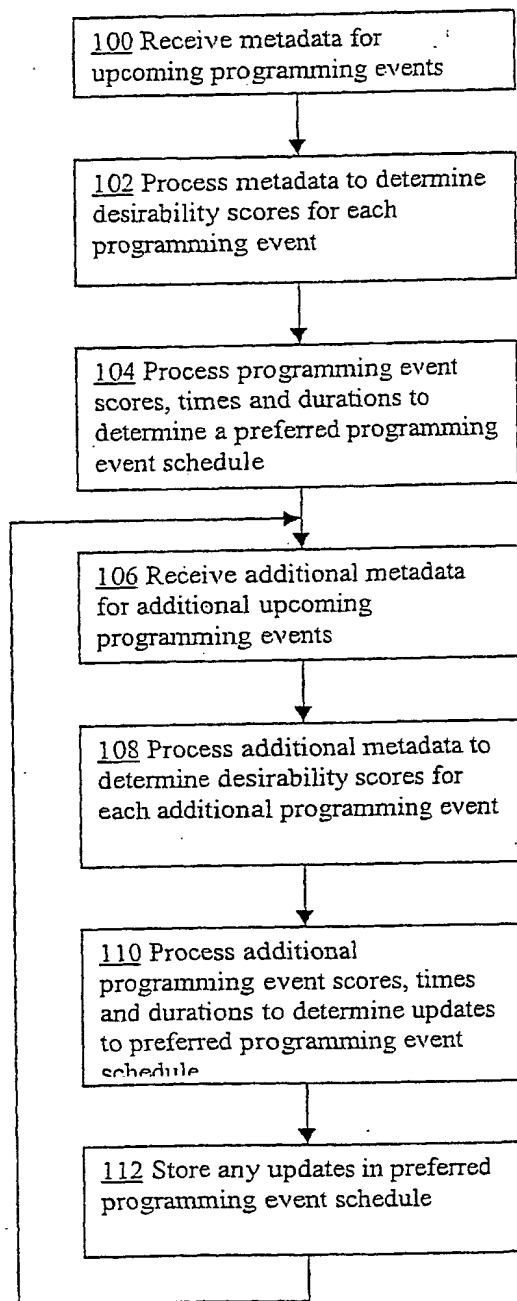 100 Receive metadata for
upcoming programming events
102 Process metadata to determine
desirability scores for each
programming event
104 Process programming event
scores, times and durations to
determine a preferred programming
event schedule
106 Receive additional metadata
for additional upcoming
programming events
108 Process additional metadata to
determine desirability scores for
each additional programming event
110 Process additional
programming event scores, times
and durations to determine updates
to preferred programming event
schedule
112 Store any updates in preferred
programming event schedule